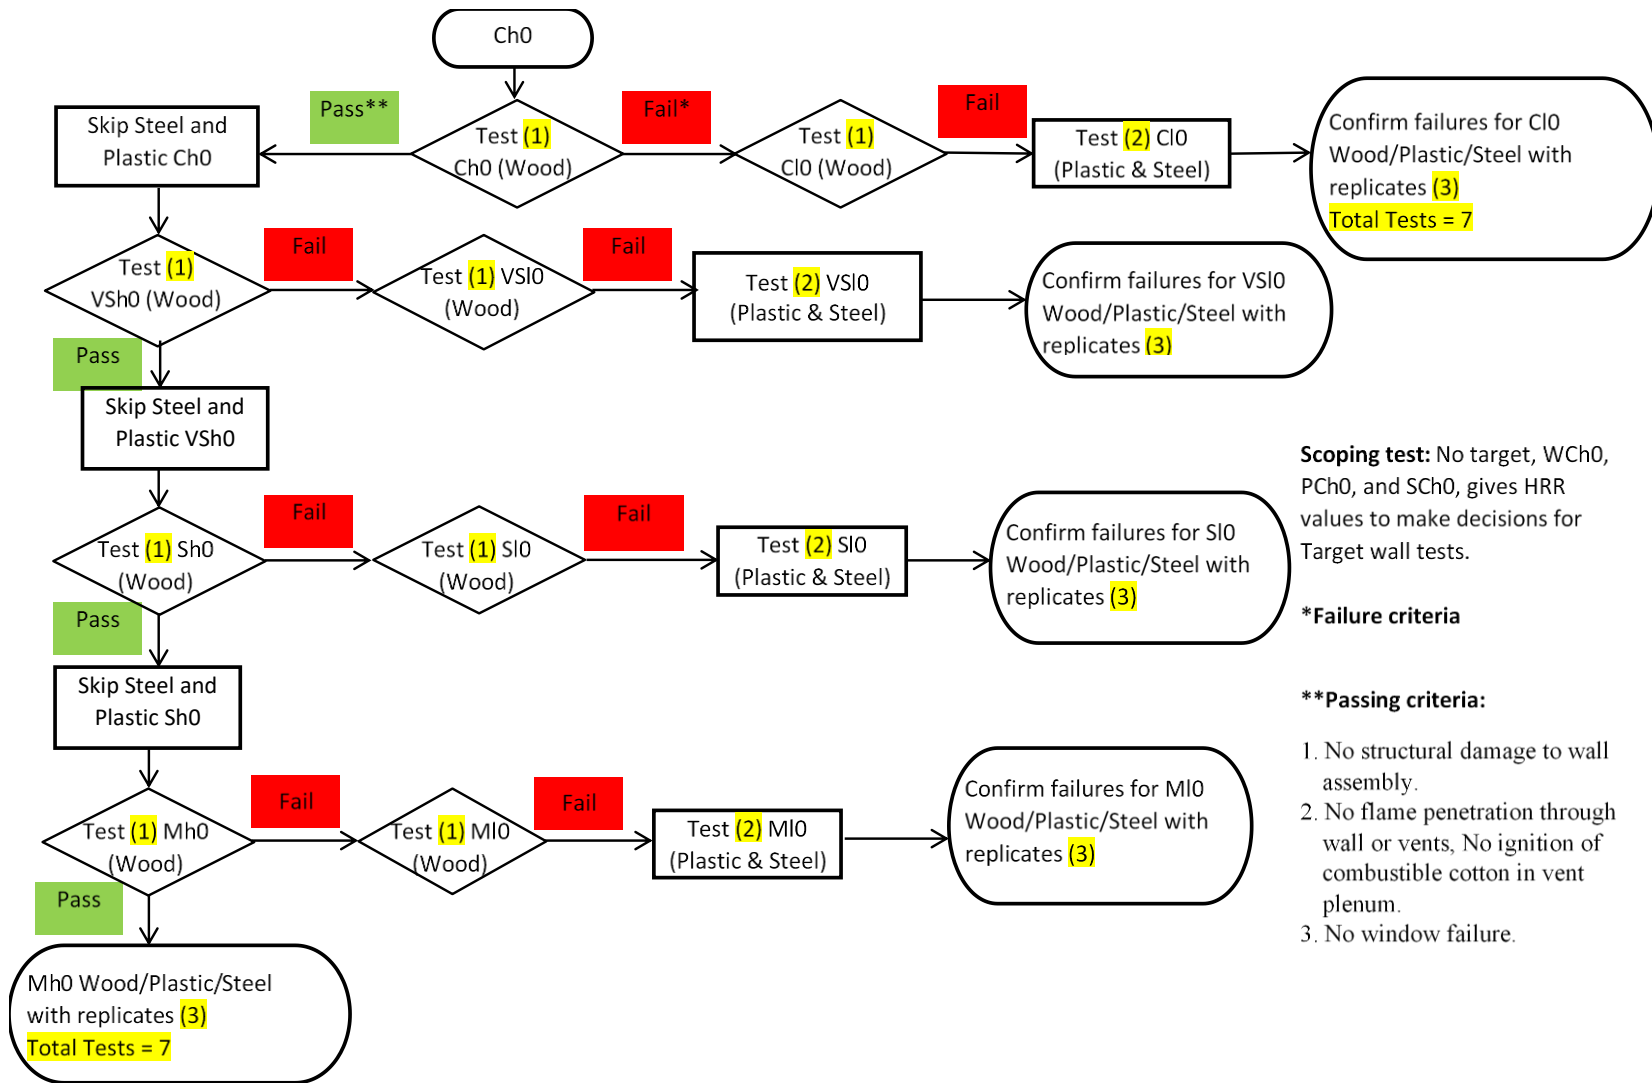 Ch0
Pass**
Fail*
Fail
Skip Steel and
Plastic Ch0
Test (1)
Ch0 (Wood)
Test (1)
Cl0 (Wood)
Test (2) Cl0
(Plastic & Steel)
Confirm failures for Cl0
Wood/Plastic/Steel with
replicates (3)
Total Tests = 7
Fail
Fail
Test (1)
VSh0 (Wood)
Test (1) VSl0
(Wood)
Test (2) VSl0
(Plastic & Steel)
Confirm failures for VSl0
Wood/Plastic/Steel with
replicates (3)
Pass
Skip Steel and
Plastic VSh0
Fail
Fail
Test (1) Sh0
(Wood)
Test (1) Sl0
(Wood)
Test (2) Sl0
(Plastic & Steel)
Confirm failures for Sl0
Wood/Plastic/Steel with
replicates (3)
Pass
Skip Steel and
Plastic Sh0
Fail
Fail
Test (1) Mh0
(Wood)
Test (1) Ml0
(Wood)
Test (2) Ml0
(Plastic & Steel)
Confirm failures for Ml0
Wood/Plastic/Steel with
replicates (3)
Pass
Mh0 Wood/Plastic/Steel
with replicates (3)
Total Tests = 7
Scoping test: No target, WCh0,
PCh0, and SCh0, gives HRR
values to make decisions for
Target wall tests.
*Failure criteria
**Passing criteria:
1. No structural damage to wall
assembly.
2. No flame penetration through
wall or vents, No ignition of
combustible cotton in vent
plenum.
3. No window failure.